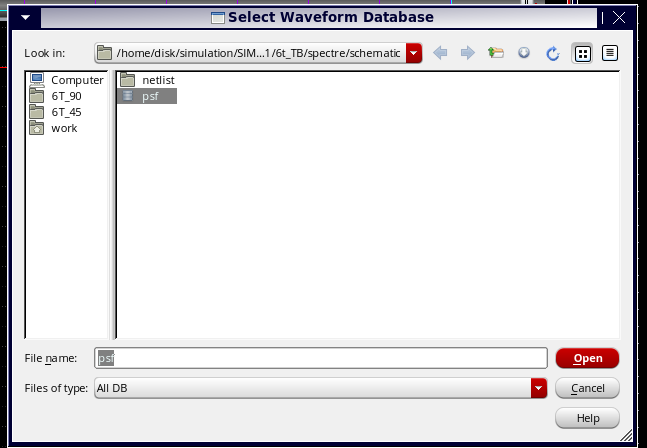 Select Waveform Database
Look in:
/home/disk/simulation/SIM...1/6t_TB/spectre/schematic
Computer
6T_90
6T_45
work
netlist
psf
File name:
psf
Open
Files of type:
All DB
Cancel
Help